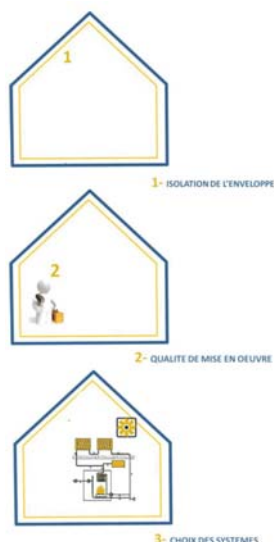 1
1- ISOLATION DE L'ENVELOPPE
2
2- QUALITE DE MISE EN OEUVRE
3- CHOIX DES SYSTEMES